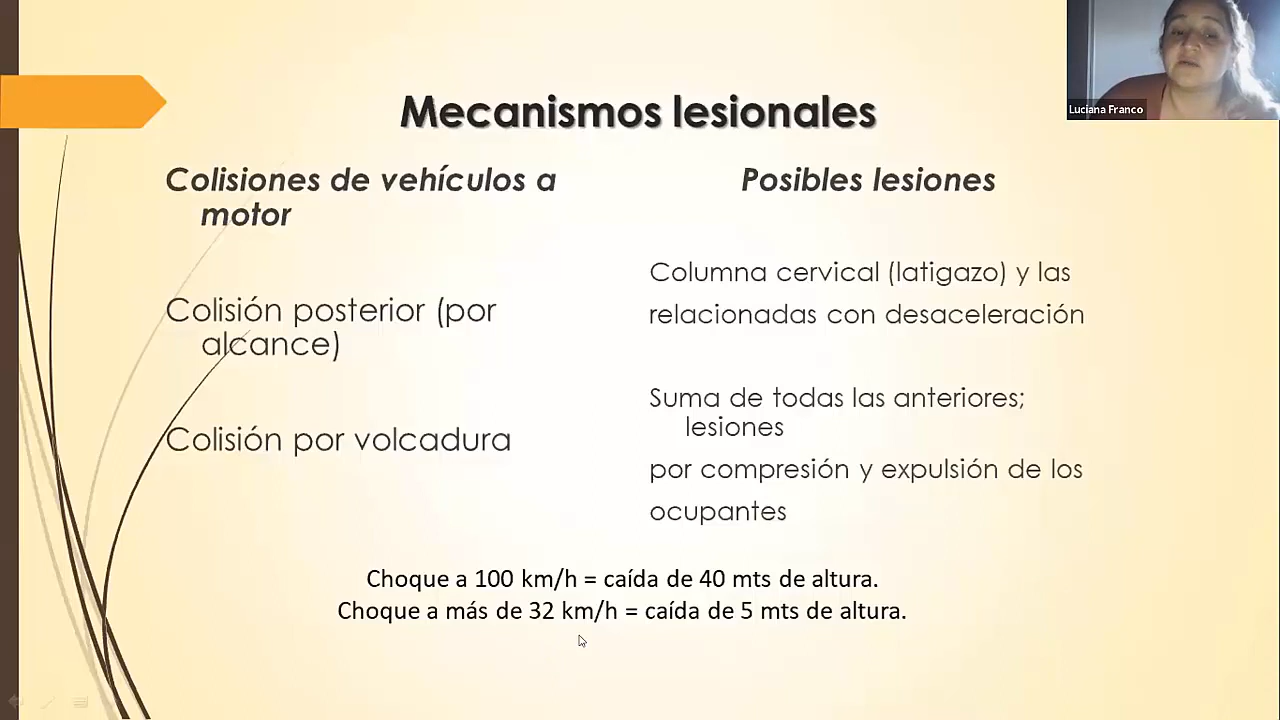 Luciana Franco
Mecanismos lesionales
Colisiones de vehículos a
motor
Colisión posterior (por
alcance)
Colisión por volcadura
Posibles lesiones
Columna cervical (latigazo) y las
relacionadas con desaceleración
Suma de todas las anteriores;
lesiones
por compresión y expulsión de los
ocupantes
Choque a 100 km/h = caída de 40 mts de altura.
Choque a más de 32 km/h = caída de 5 mts de altura.